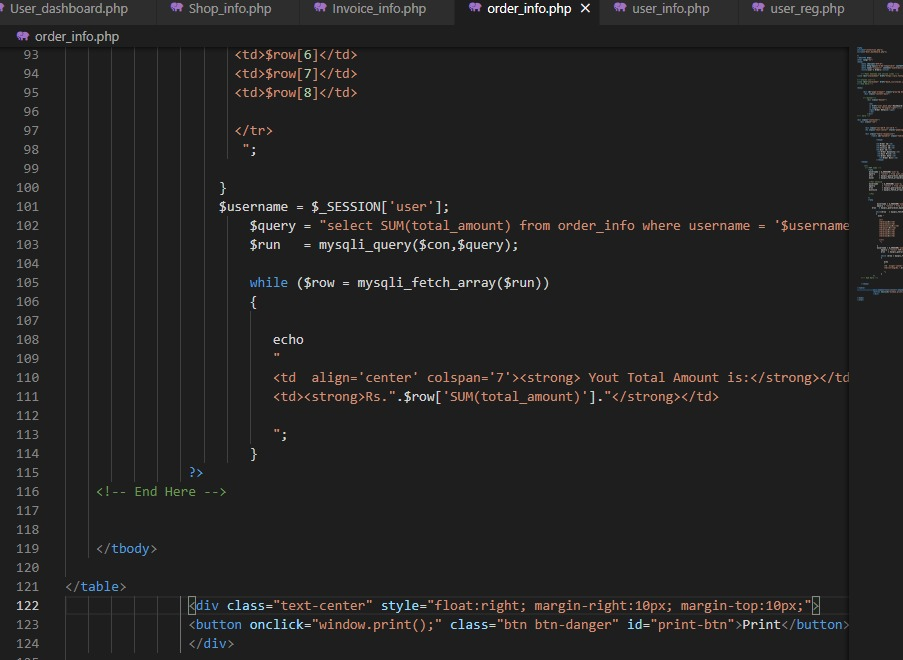 User_dashboard.php Shop_info.php Invoice_info.php order_info.php × user_info.php user_reg.php
order_info.php
93 <td>$row[6]</td>
94 <td>$row[7]</td>
95 <td>$row[8]</td>
96
97 </tr>
98 ";
99
100 }
101 $username = $_SESSION['user'];
102 $query = "select SUM(total_amount) from order_info where username = '$username
103 $run = mysqli_query($con,$query);
104
105 while ($row = mysqli_fetch_array($run))
106 {
107
108 echo
109 "
110 <td align='center' colspan='7'><strong> Yout Total Amount is:</strong></td
111 <td><strong>Rs.".$row['SUM(total_amount)']."</strong></td>
112
113 ";
114 }
115 ?>
116 <!-- End Here -->
117
118
119 </tbody>
120
121 </table>
122 <div class="text-center" style="float:right; margin-right:10px; margin-top:10px;">
123 <button onclick="window.print();" class="btn btn-danger" id="print-btn">Print</button>
124 </div>